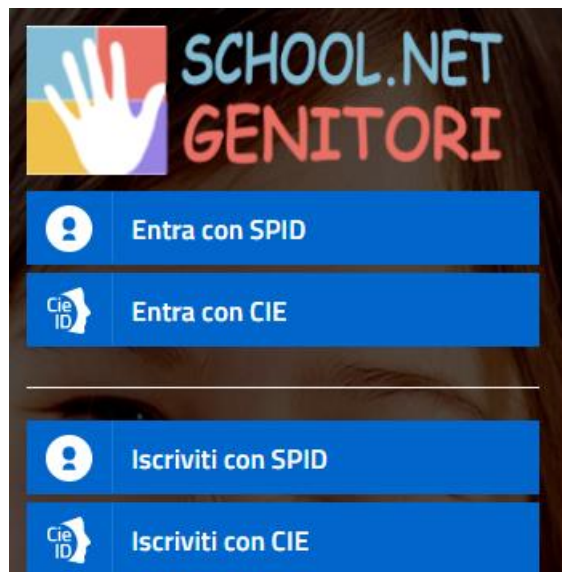 SCHOOL.NET
GENITORI
Entra con SPID
Cie
ID
Entra con CIE
Iscriviti con SPID
Cie
ID
Iscriviti con CIE